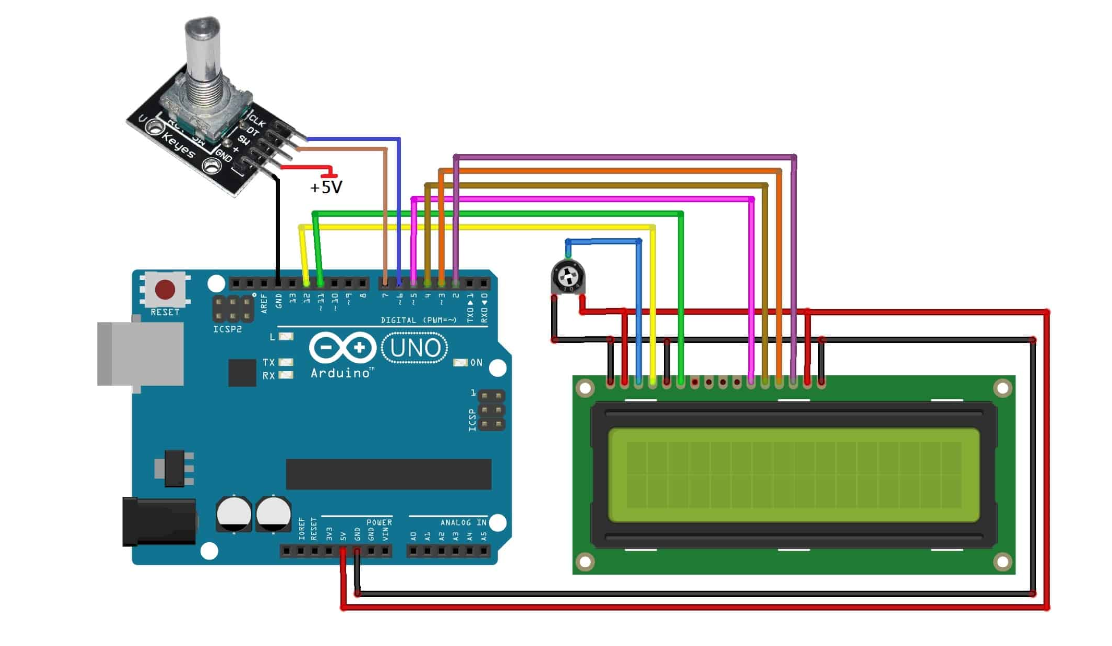 CLK
DT
SW
+
GND
Keyes
+5V
RESET
ICSP2
AREF
GND
13
12
~11
~10
~9
8
7
~6
~5
4
~3
2
TXD▶1
RXD◀0
DIGITAL (PWM=~)
L
TX
RX
UNO
Arduino™
ON
1
ICSP
POWER
ANALOG IN
IOREF
RESET
3V3
5V
GND
GND
VIN
A0
A1
A2
A3
A4
A5